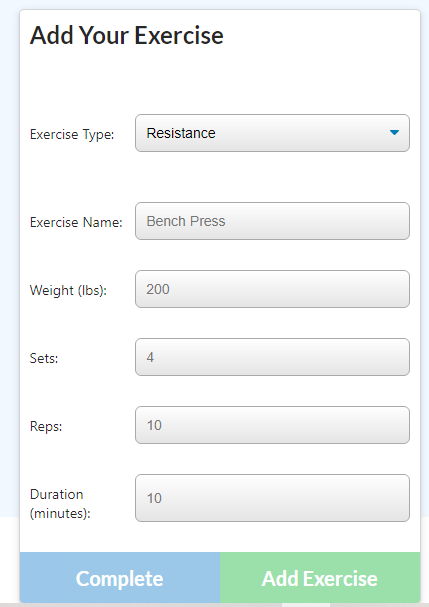 Add Your Exercise
Exercise Type: Resistance
Exercise Name: Bench Press
Weight (lbs): 200
Sets: 4
Reps: 10
Duration
(minutes): 10
Complete Add Exercise